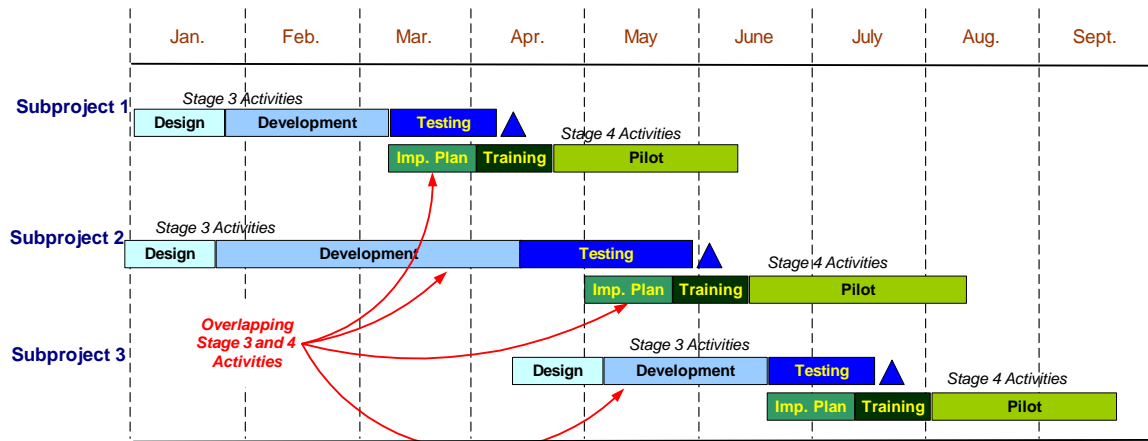 Jan. Feb. Mar. Apr. May June July Aug. Sept.
Subproject 1
Stage 3 Activities
Design Development Testing
Stage 4 Activities
Imp. Plan Training Pilot
Subproject 2
Stage 3 Activities
Design Development Testing
Stage 4 Activities
Imp. Plan Training Pilot
Overlapping
Stage 3 and 4
Activities
Subproject 3
Stage 3 Activities
Design Development Testing
Stage 4 Activities
Imp. Plan Training Pilot